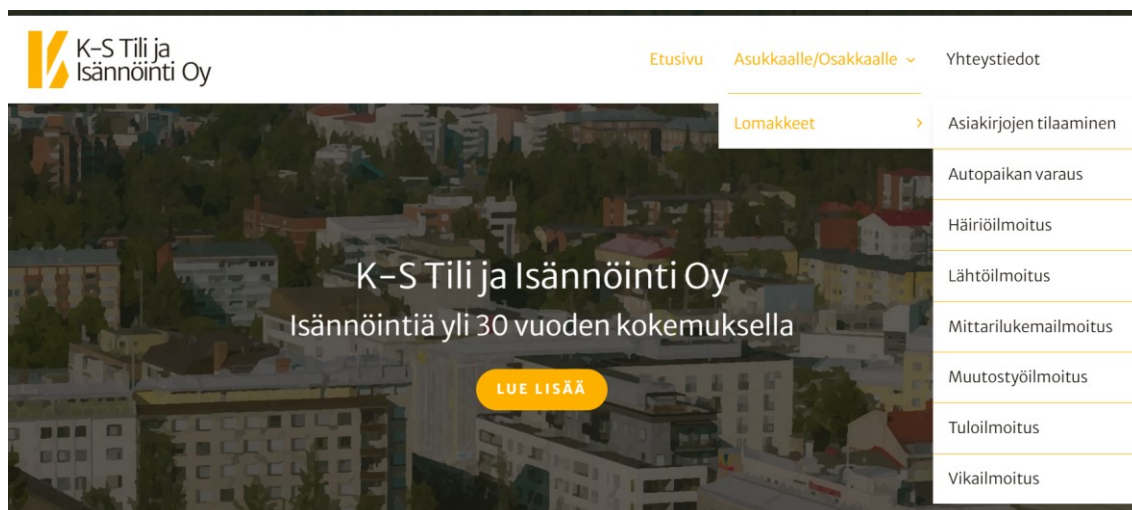 K-S Tili ja
Isännöinti Oy
Etusivu
Asukkaalle/Osakkaalle
Yhteystiedot
Lomakkeet
Asiakirjojen tilaaminen
Autopaikan varaus
Häiriöilmoitus
Lähtöilmoitus
Mittarilukemailmoitus
Muutostyöilmoitus
Tuloilmoitus
Vikailmoitus
K-S Tili ja Isännöinti Oy
Isännöintiä yli 30 vuoden kokemuksella
LUE LISÄÄ